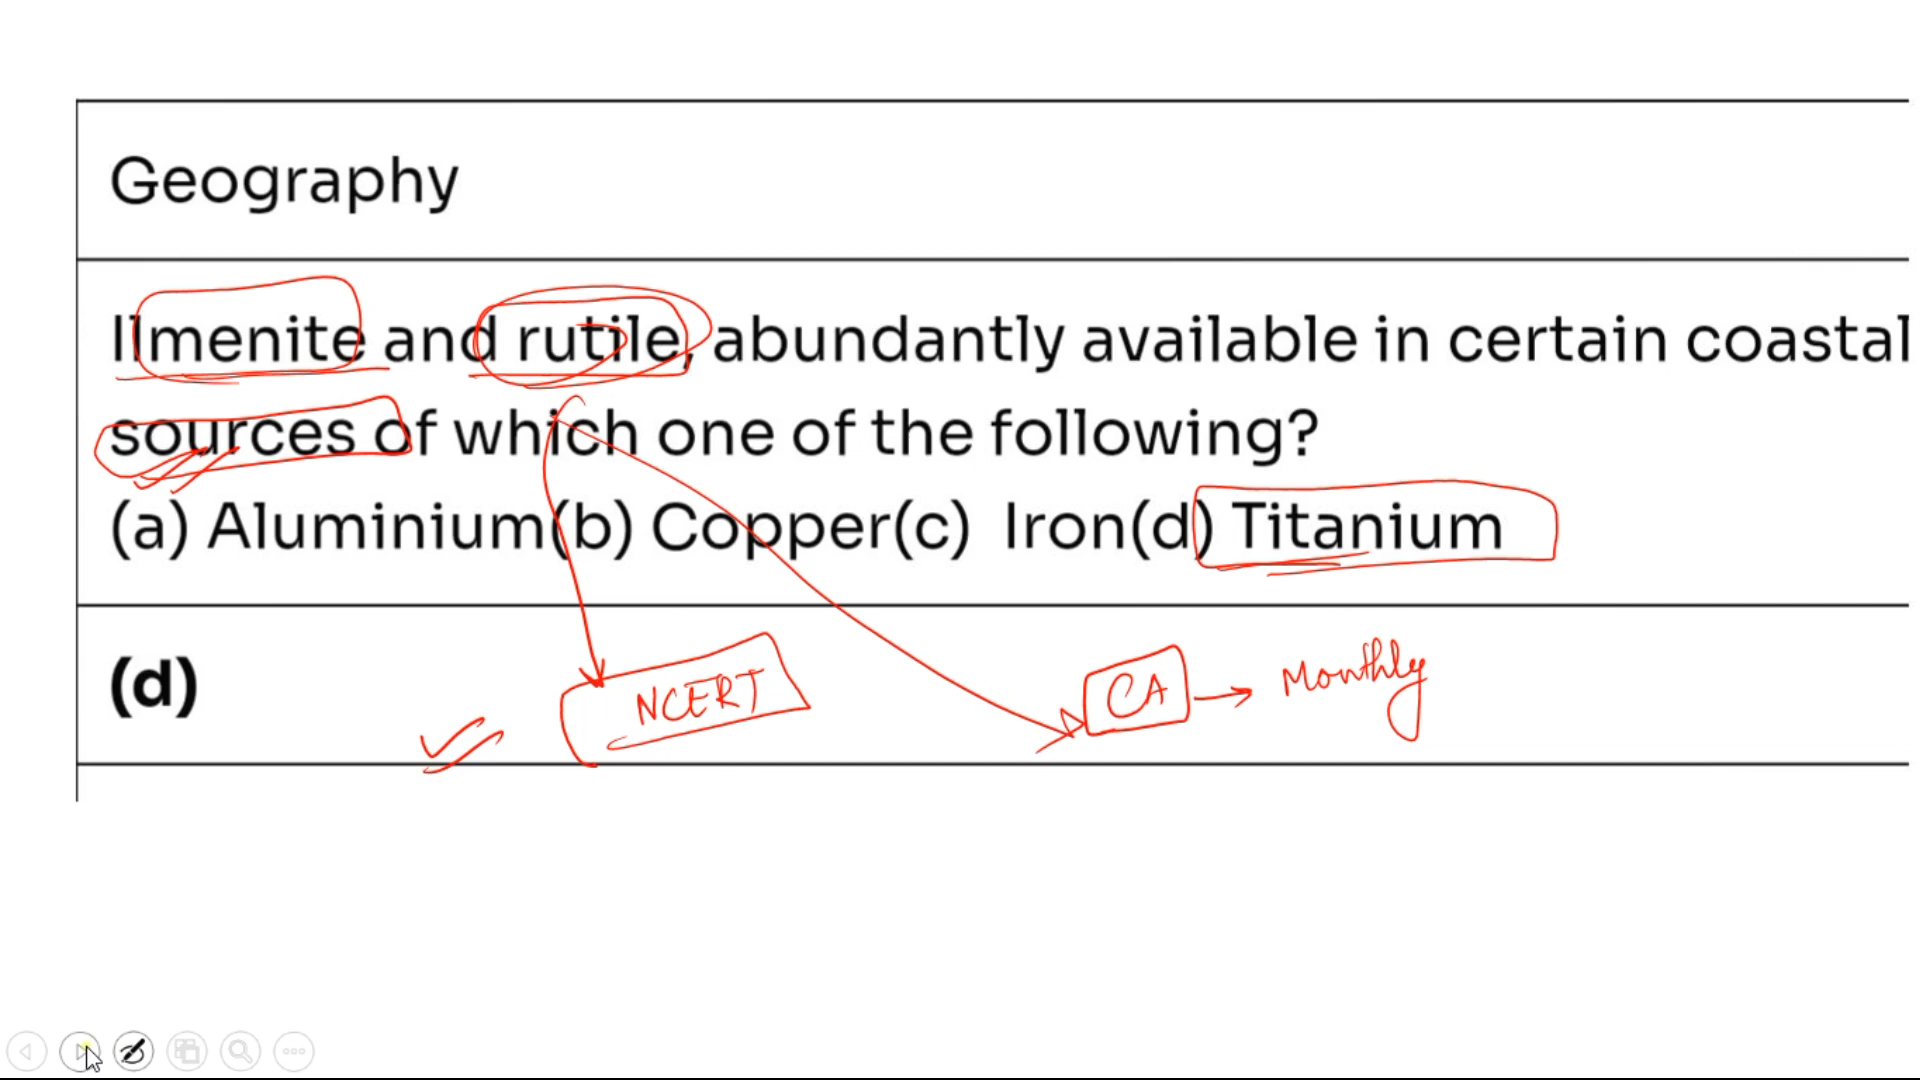 Geography
Ilmenite and rutile, abundantly available in certain coastal
sources of which one of the following?
(a) Aluminium(b) Copper(c) Iron(d) Titanium
(d)
NCERT
CA → Monthly